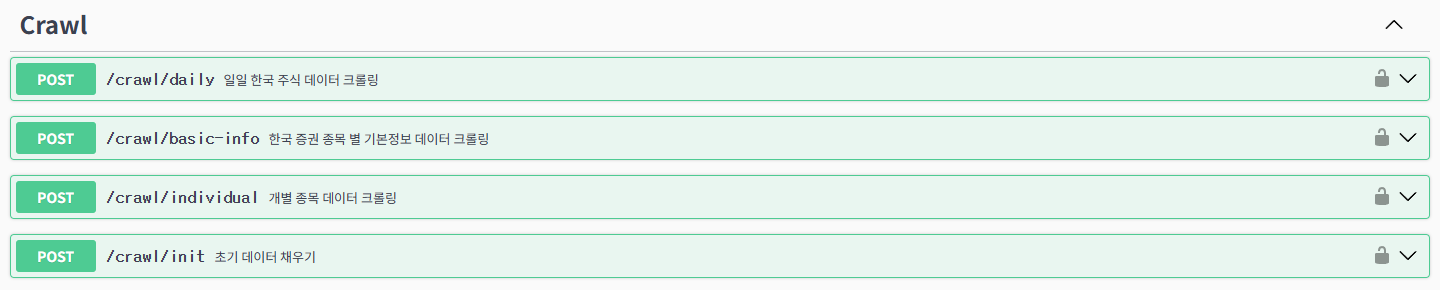 Crawl
POST /crawl/daily 일일 한국 주식 데이터 크롤링
POST /crawl/basic-info 한국 증권 종목 별 기본정보 데이터 크롤링
POST /crawl/individual 개별 종목 데이터 크롤링
POST /crawl/init 초기 데이터 채우기